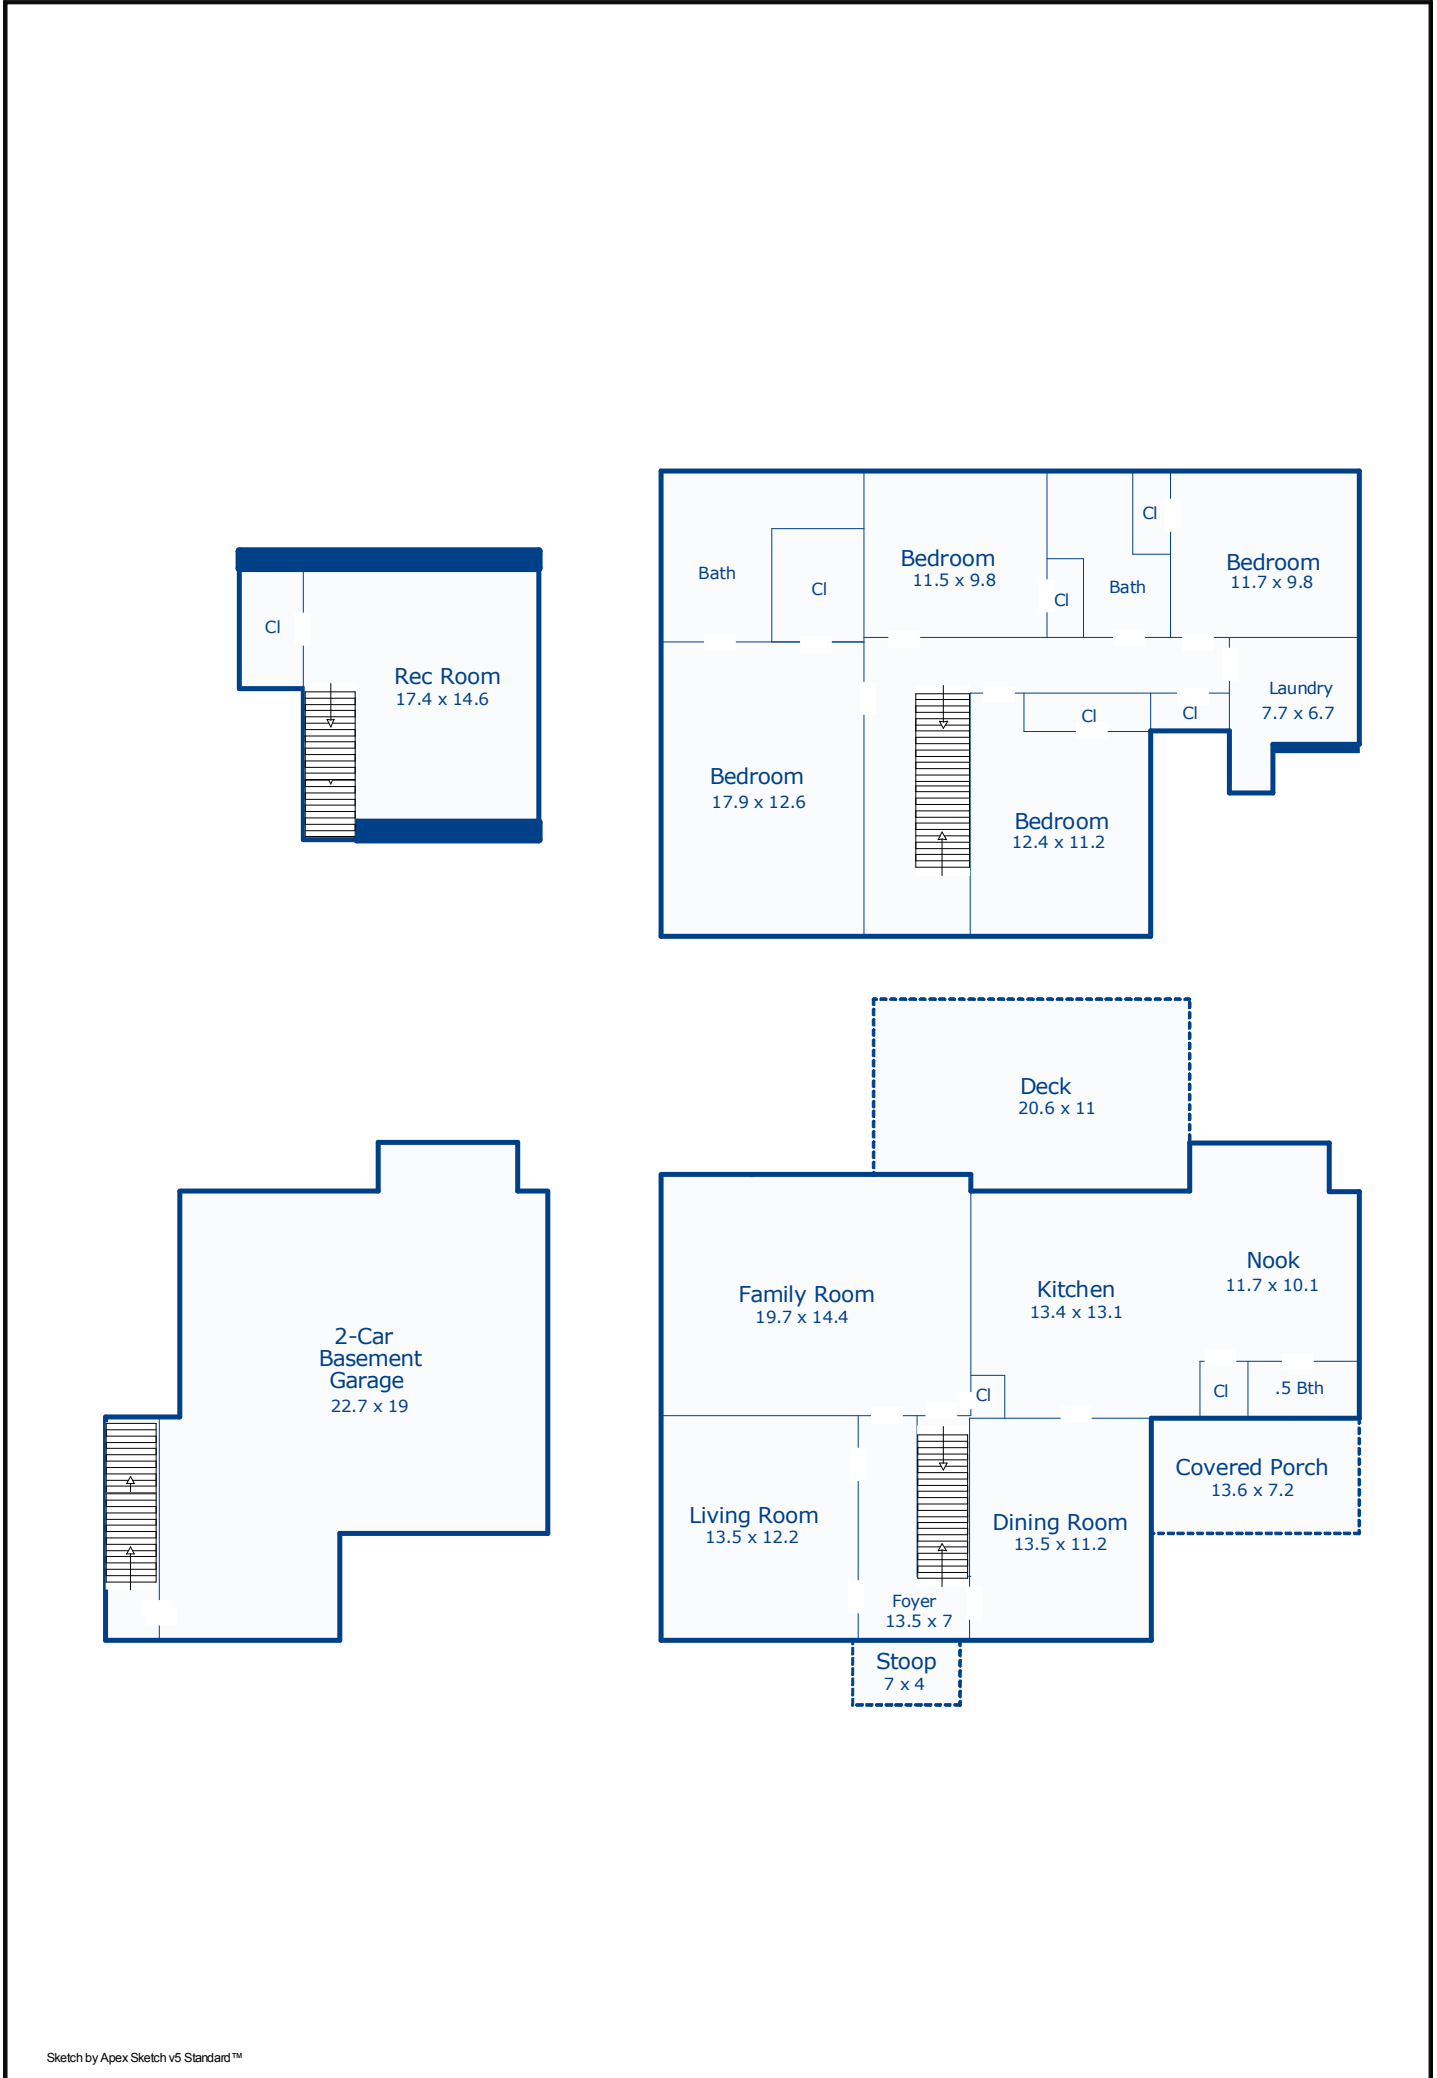 Cl
Rec Room
17.4 x 14.6
Bath
Cl
Bedroom
11.5 x 9.8
Cl
Bath
Cl
Bedroom
11.7 x 9.8
Laundry
7.7 x 6.7
Cl
Cl
Bedroom
17.9 x 12.6
Bedroom
12.4 x 11.2
Deck
20.6 x 11
2-Car
Basement
Garage
22.7 x 19
Family Room
19.7 x 14.4
Kitchen
13.4 x 13.1
Nook
11.7 x 10.1
Cl
Cl
.5 Bth
Living Room
13.5 x 12.2
Dining Room
13.5 x 11.2
Covered Porch
13.6 x 7.2
Foyer
13.5 x 7
Stoop
7 x 4
Sketch by Apex Sketch v5 Standard™